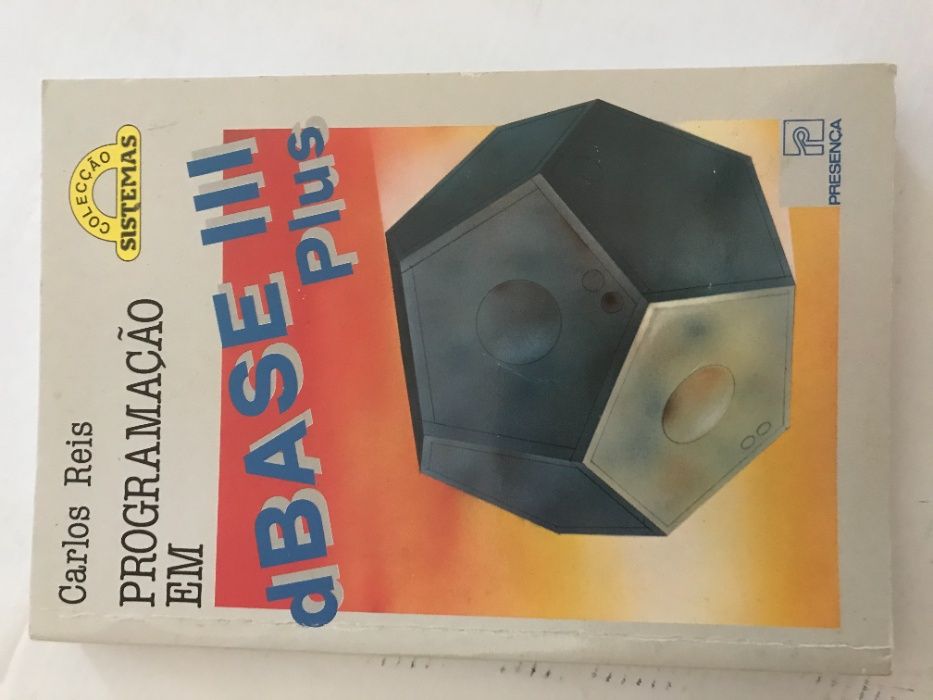 Carlos Reis
COLECÇÃO
SISTEMAS
PROGRAMAÇÃO
EM
dBASE III
Plus
PRESENÇA